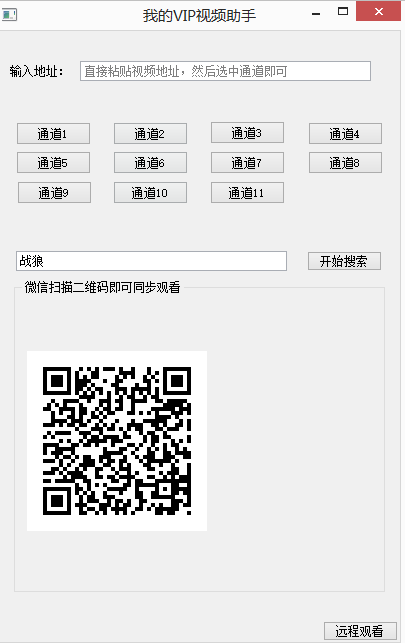 我的VIP视频助手
输入地址：
直接粘贴视频地址，然后选中通道即可
通道1 通道2 通道3 通道4
通道5 通道6 通道7 通道8
通道9 通道10 通道11
战狼 开始搜索
微信扫描二维码即可同步观看
远程观看